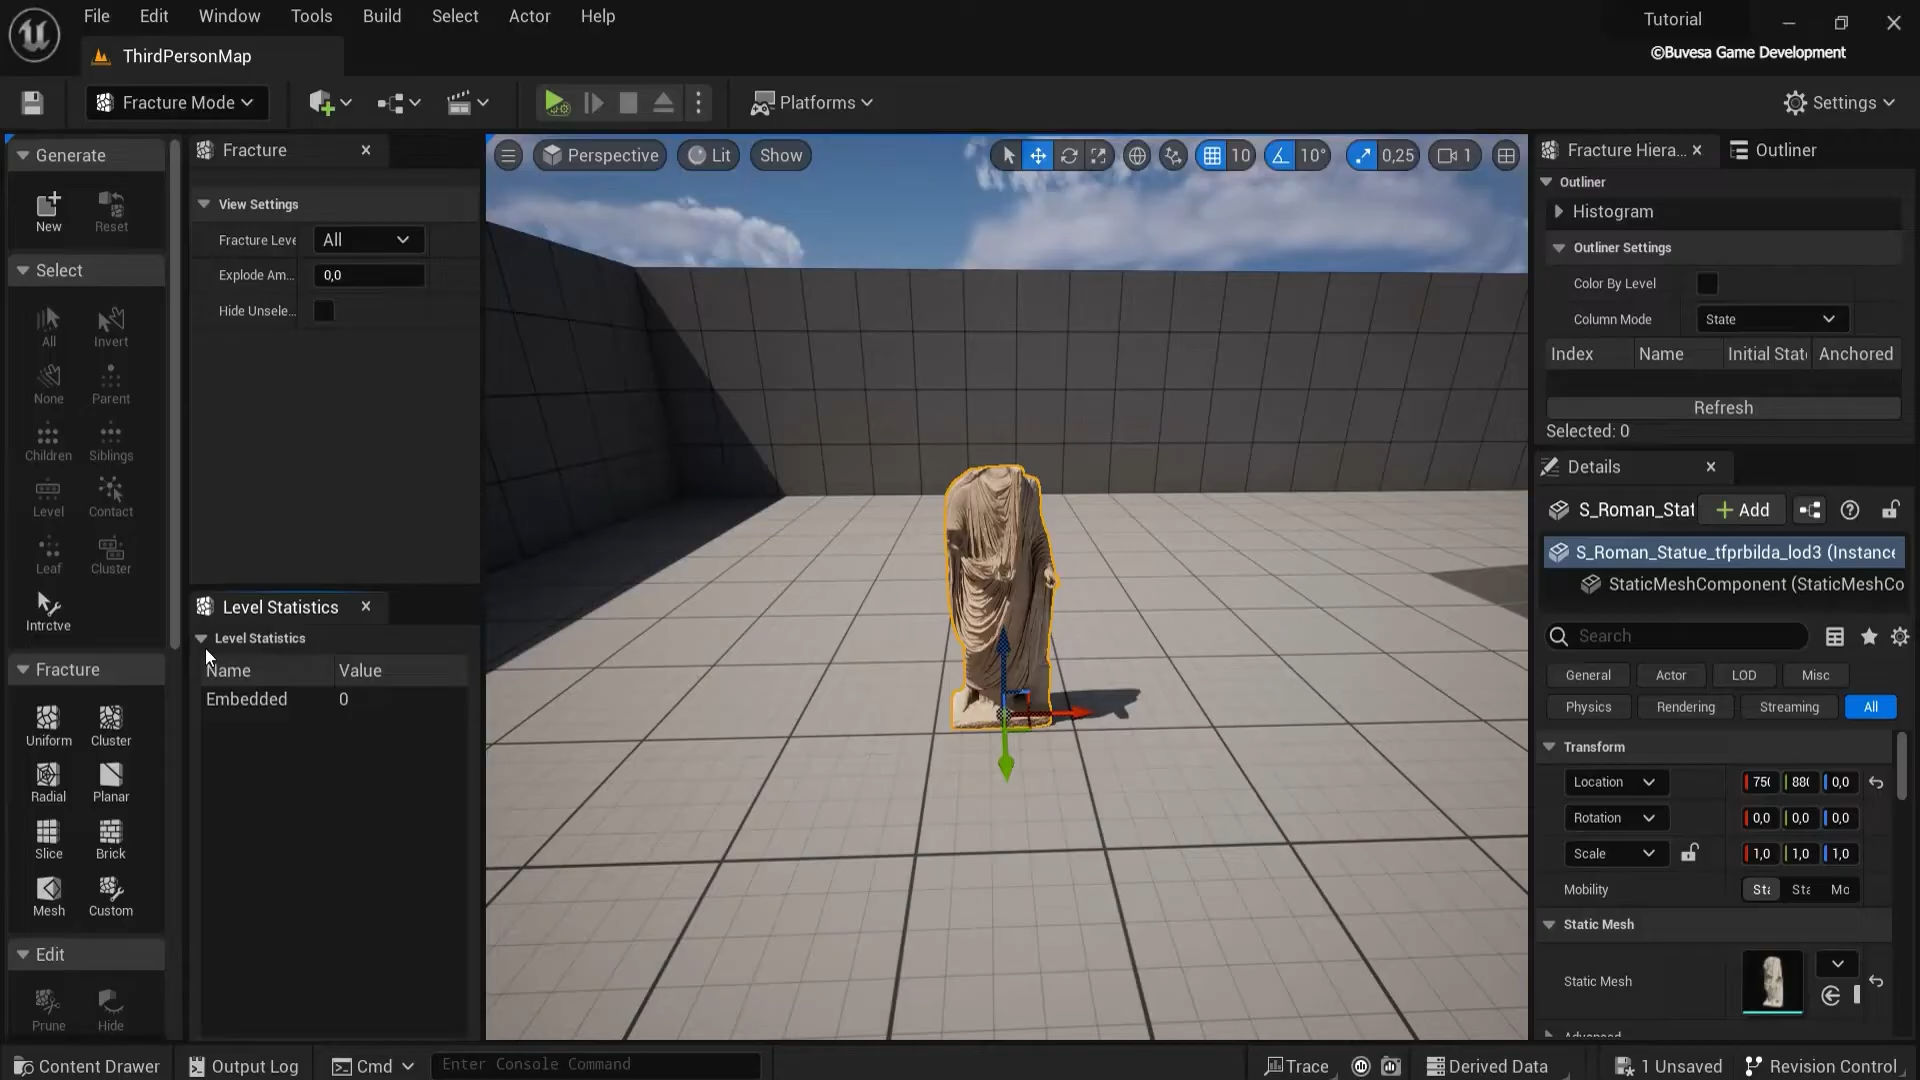 File Edit Window Tools Build Select Actor Help
Tutorial
ThirdPersonMap
©Buvesa Game Development
Fracture Mode
Platforms
Settings
Generate
New Reset
Select
All Invert
None Parent
Children Siblings
Level Contact
Leaf Cluster
Intrctve
Fracture
Uniform Cluster
Radial Planar
Slice Brick
Mesh Custom
Edit
Prune Hide
Fracture
View Settings
Fracture Leve All
Explode Am... 0,0
Hide Unsele...
Level Statistics
Level Statistics
Name Value
Embedded 0
Perspective Lit Show 10 10° 0,25 1
Fracture Hiera... Outliner
Outliner
Histogram
Outliner Settings
Color By Level
Column Mode State
Index Name Initial Stat Anchored
Refresh
Selected: 0
Details
S_Roman_Stat Add
S_Roman_Statue_tfprbilda_lod3 (Instance
StaticMeshComponent (StaticMeshCo
Search
General Actor LOD Misc
Physics Rendering Streaming All
Transform
Location 750 880 0,0
Rotation 0,0 0,0 0,0
Scale 1,0 1,0 1,0
Mobility Sta Sta Mo
Static Mesh
Static Mesh
Content Drawer Output Log Cmd Enter Console Command Trace Derived Data 1 Unsaved Revision Control